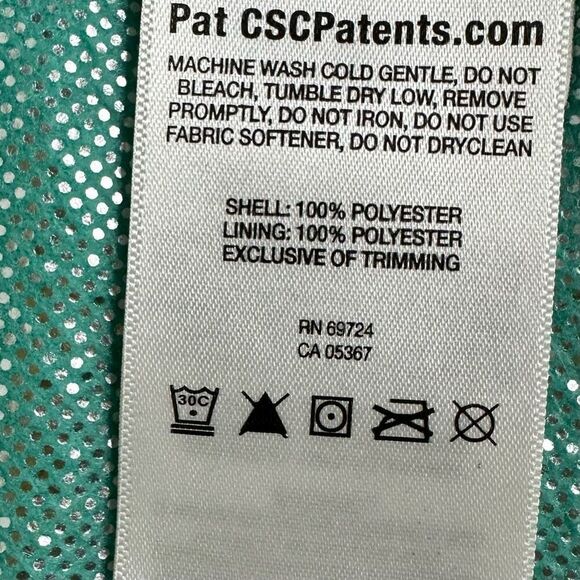 Pat CSCPatents.com
MACHINE WASH COLD GENTLE, DO NOT
BLEACH, TUMBLE DRY LOW, REMOVE
PROMPTLY, DO NOT IRON, DO NOT USE
FABRIC SOFTENER, DO NOT DRYCLEAN
SHELL: 100% POLYESTER
LINING: 100% POLYESTER
EXCLUSIVE OF TRIMMING
RN 69724
CA 05367
30C